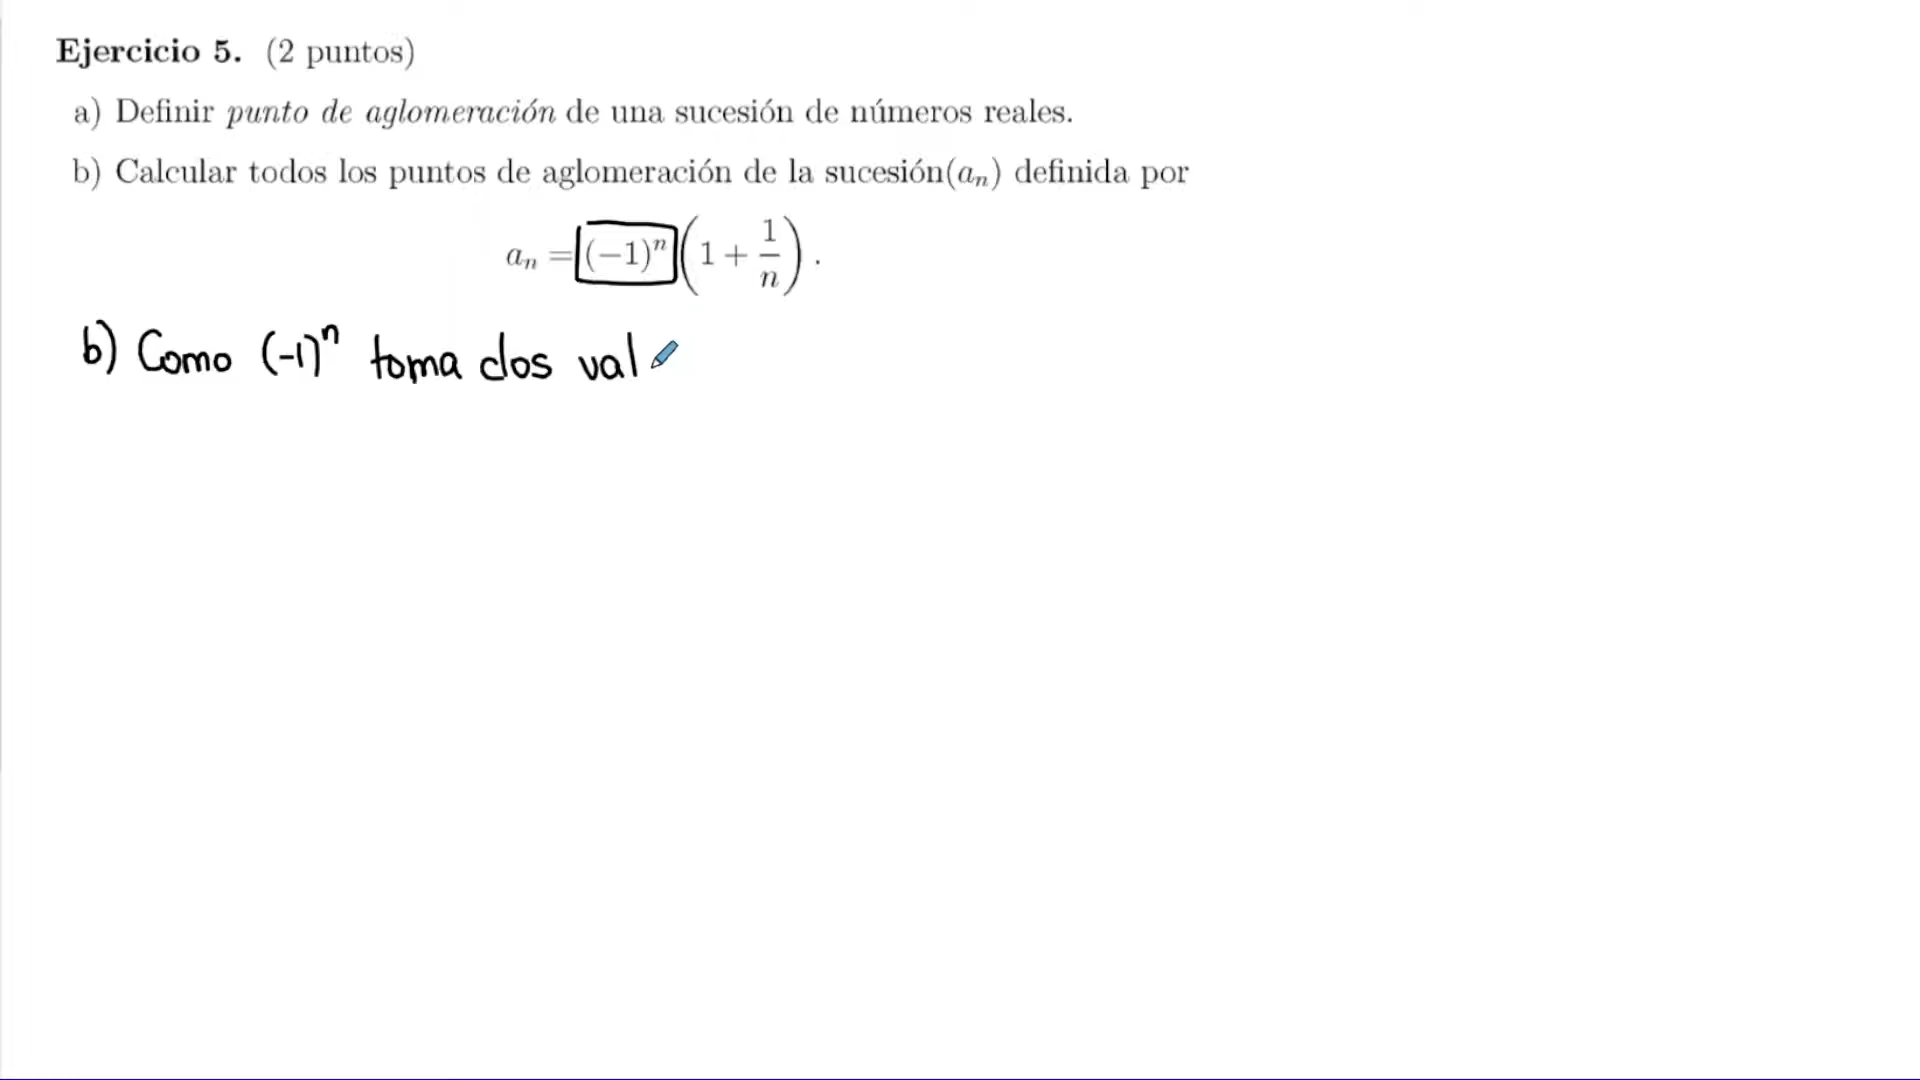 Ejercicio 5. (2 puntos)
a) Definir punto de aglomeración de una sucesión de números reales.
b) Calcular todos los puntos de aglomeración de la sucesión(aₙ) definida por
aₙ = (−1)ⁿ (1 + 1/n).
b) Como (-1)ⁿ toma dos val